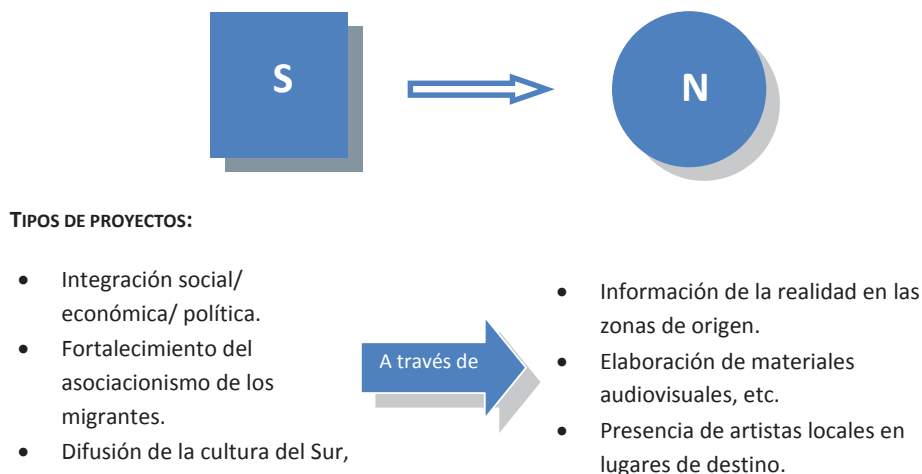 S
N
TIPOS DE PROYECTOS:
• Integración social/
económica/ política.
• Fortalecimiento del
asociacionismo de los
migrantes.
• Difusión de la cultura del Sur,
A través de
• Información de la realidad en las
zonas de origen.
• Elaboración de materiales
audiovisuales, etc.
• Presencia de artistas locales en
lugares de destino.